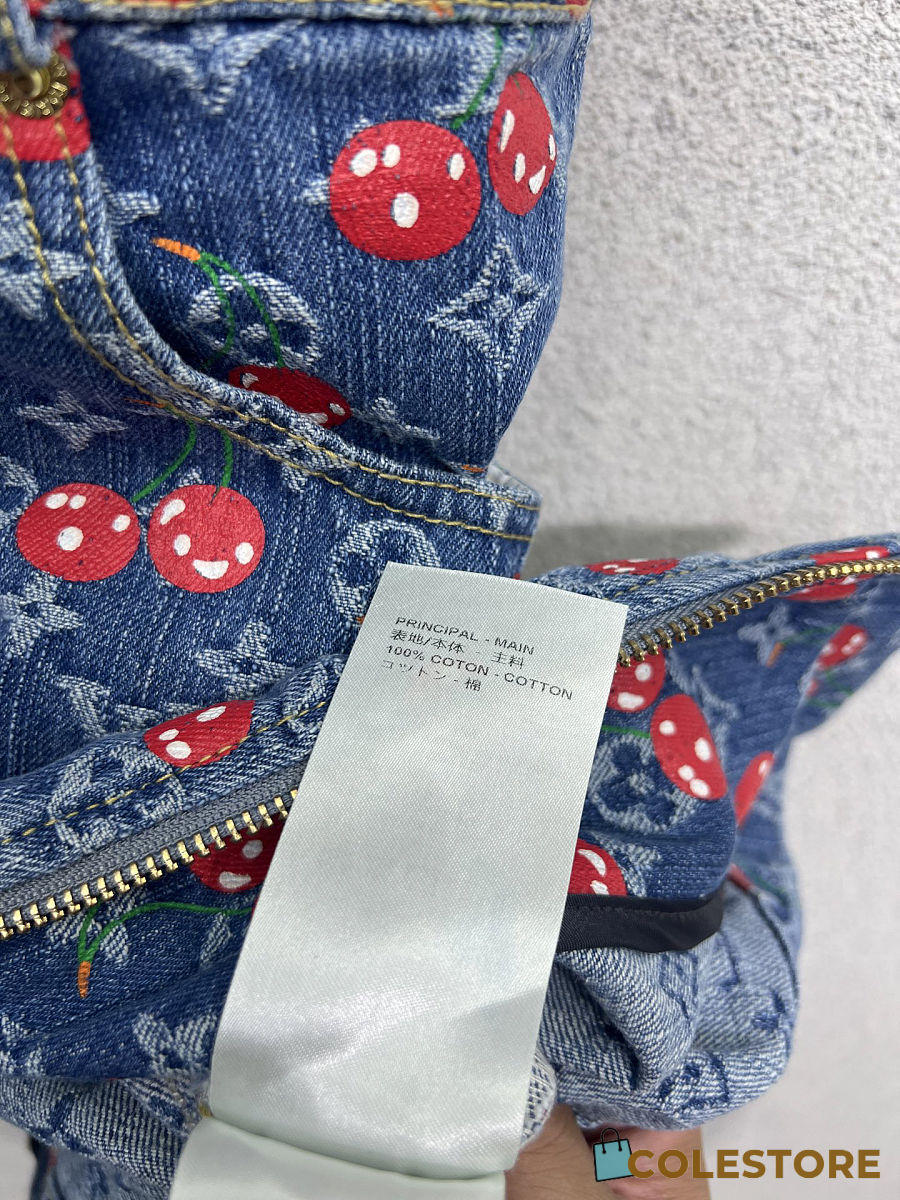 PRINCIPAL - MAIN
表地/本体 - 主料
100% COTON - COTTON
コットン - 棉
COLESTORE